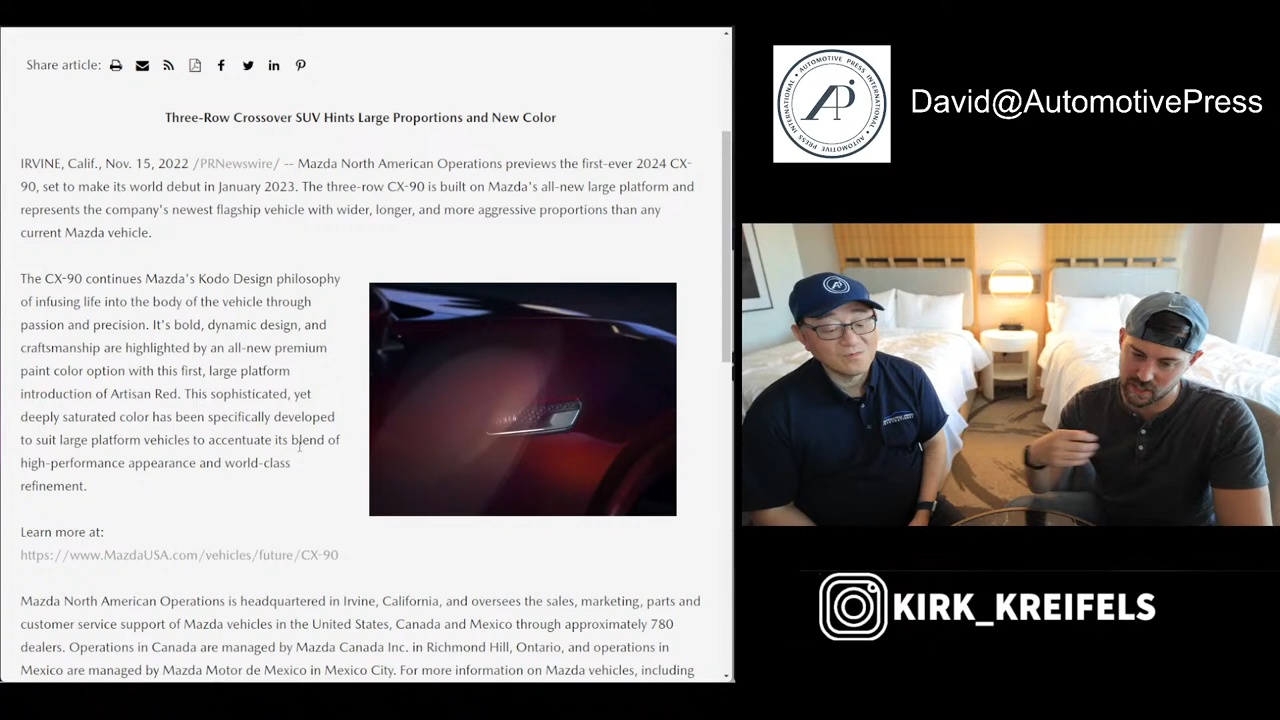 Share article:
Three-Row Crossover SUV Hints Large Proportions and New Color
IRVINE, Calif., Nov. 15, 2022 /PRNewswire/ -- Mazda North American Operations previews the first-ever 2024 CX-
90, set to make its world debut in January 2023. The three-row CX-90 is built on Mazda's all-new large platform and
represents the company's newest flagship vehicle with wider, longer, and more aggressive proportions than any
current Mazda vehicle.
The CX-90 continues Mazda's Kodo Design philosophy
of infusing life into the body of the vehicle through
passion and precision. It's bold, dynamic design, and
craftsmanship are highlighted by an all-new premium
paint color option with this first, large platform
introduction of Artisan Red. This sophisticated, yet
deeply saturated color has been specifically developed
to suit large platform vehicles to accentuate its blend of
high-performance appearance and world-class
refinement.
Learn more at:
https://www.MazdaUSA.com/vehicles/future/CX-90
Mazda North American Operations is headquartered in Irvine, California, and oversees the sales, marketing, parts and
customer service support of Mazda vehicles in the United States, Canada and Mexico through approximately 780
dealers. Operations in Canada are managed by Mazda Canada Inc. in Richmond Hill, Ontario, and operations in
Mexico are managed by Mazda Motor de Mexico in Mexico City. For more information on Mazda vehicles, including
AUTOMOTIVE PRESS INTERNATIONAL
API
David@AutomotivePress
KIRK_KREIFELS